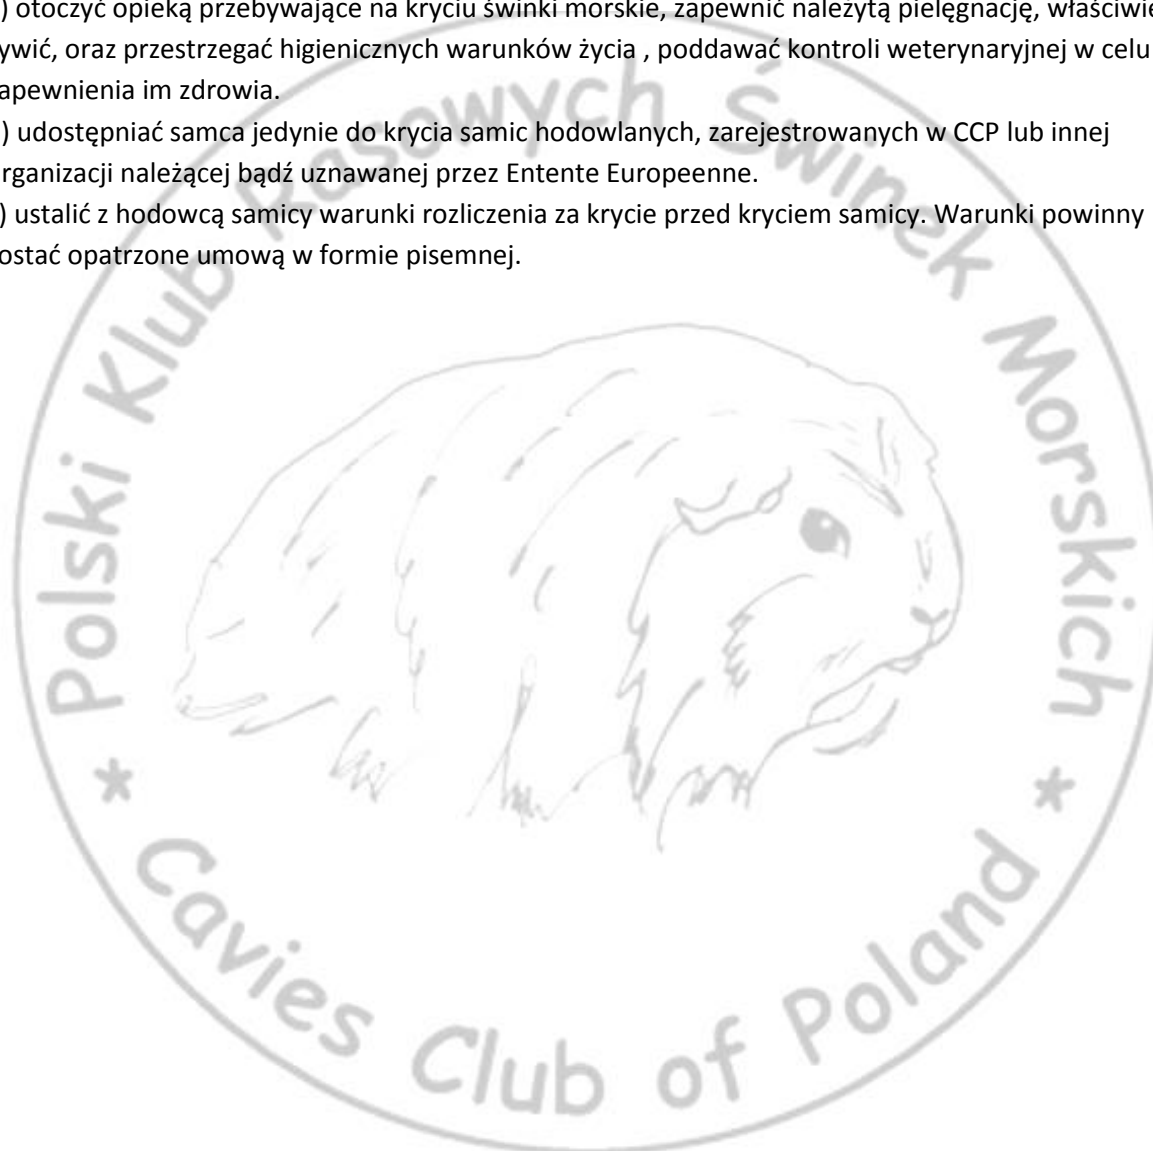 ) otoczyć opieką przebywające na kryciu świnki morskie, zapewnić należytą pielęgnację, właściwie
ywić, oraz przestrzegać higienicznych warunków życia , poddawać kontroli weterynaryjnej w celu
apewnienia im zdrowia.
) udostępniać samca jedynie do krycia samic hodowlanych, zarejestrowanych w CCP lub innej
rganizacji należącej bądź uznawanej przez Entente Europeenne.
) ustalić z hodowcą samicy warunki rozliczenia za krycie przed kryciem samicy. Warunki powinny
ostać opatrzone umową w formie pisemnej.
Polski Klub Rasowych Świnek Morskich
* Cavies Club of Poland *